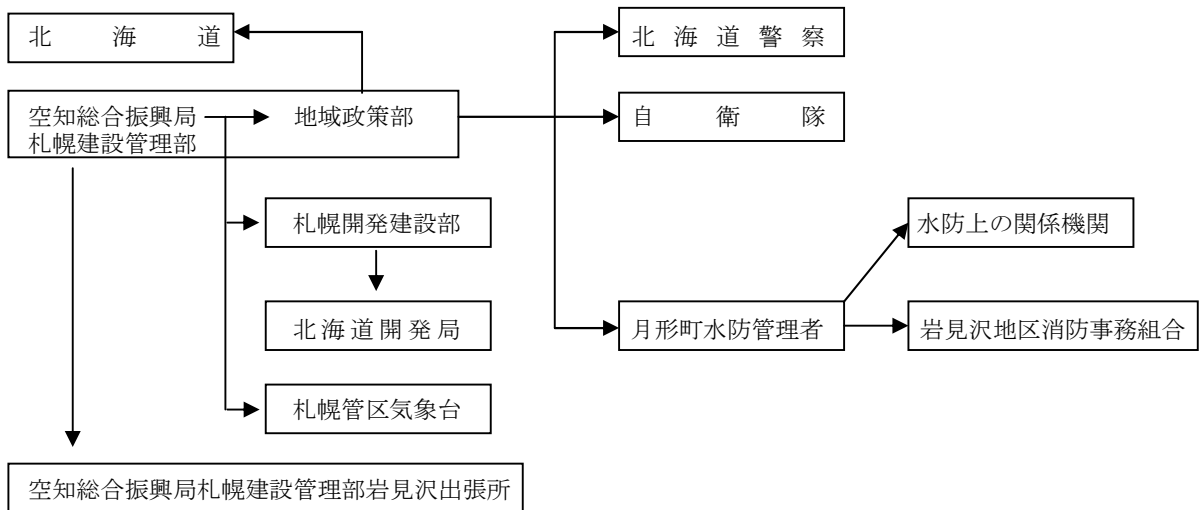 北海道
北海道警察
空知総合振興局
札幌建設管理部
地域政策部
自衛隊
札幌開発建設部
水防上の関係機関
北海道開発局
月形町水防管理者
岩見沢地区消防事務組合
札幌管区気象台
空知総合振興局札幌建設管理部岩見沢出張所